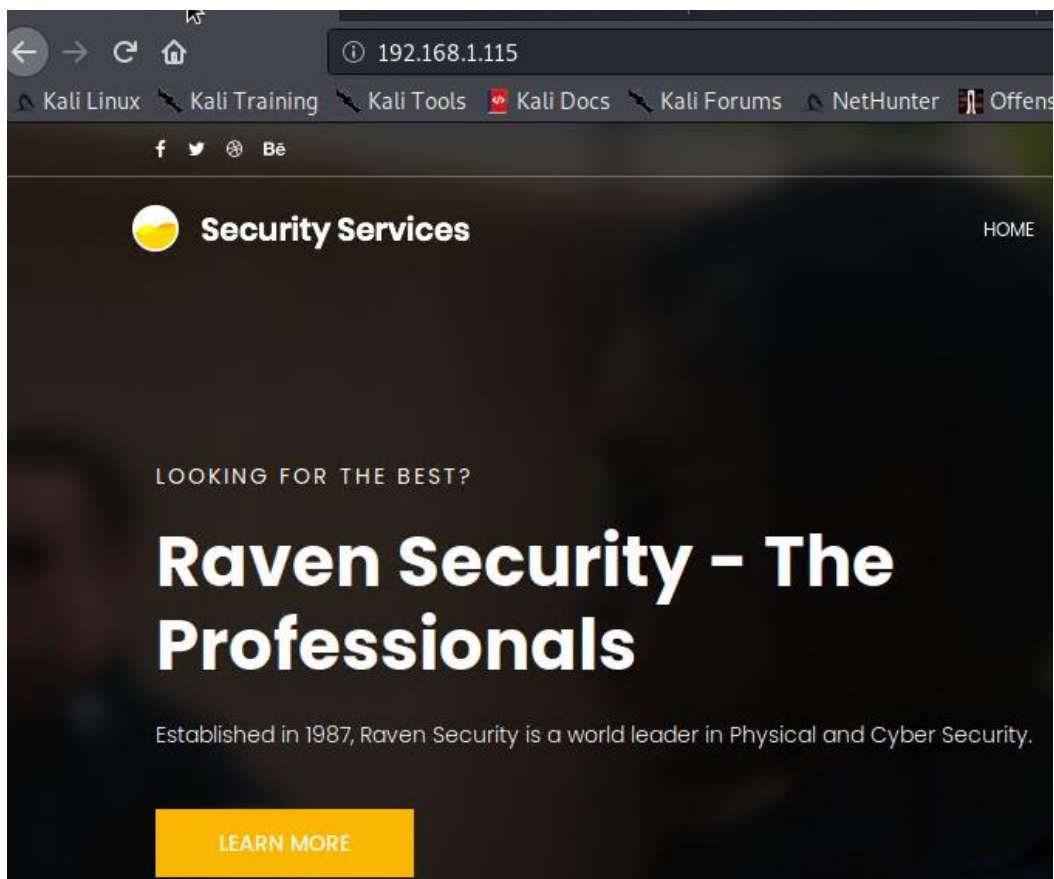 192.168.1.115
Kali Linux Kali Training Kali Tools Kali Docs Kali Forums NetHunter Offens
f Bē
Security Services HOME
LOOKING FOR THE BEST?
Raven Security - The
Professionals
Established in 1987, Raven Security is a world leader in Physical and Cyber Security.
LEARN MORE